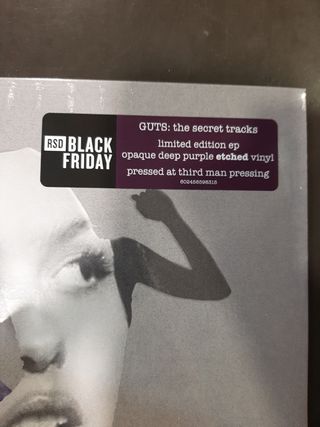 RSD BLACK FRIDAY
GUTS: the secret tracks
limited edition ep
opaque deep purple etched vinyl
pressed at third man pressing
602458598315